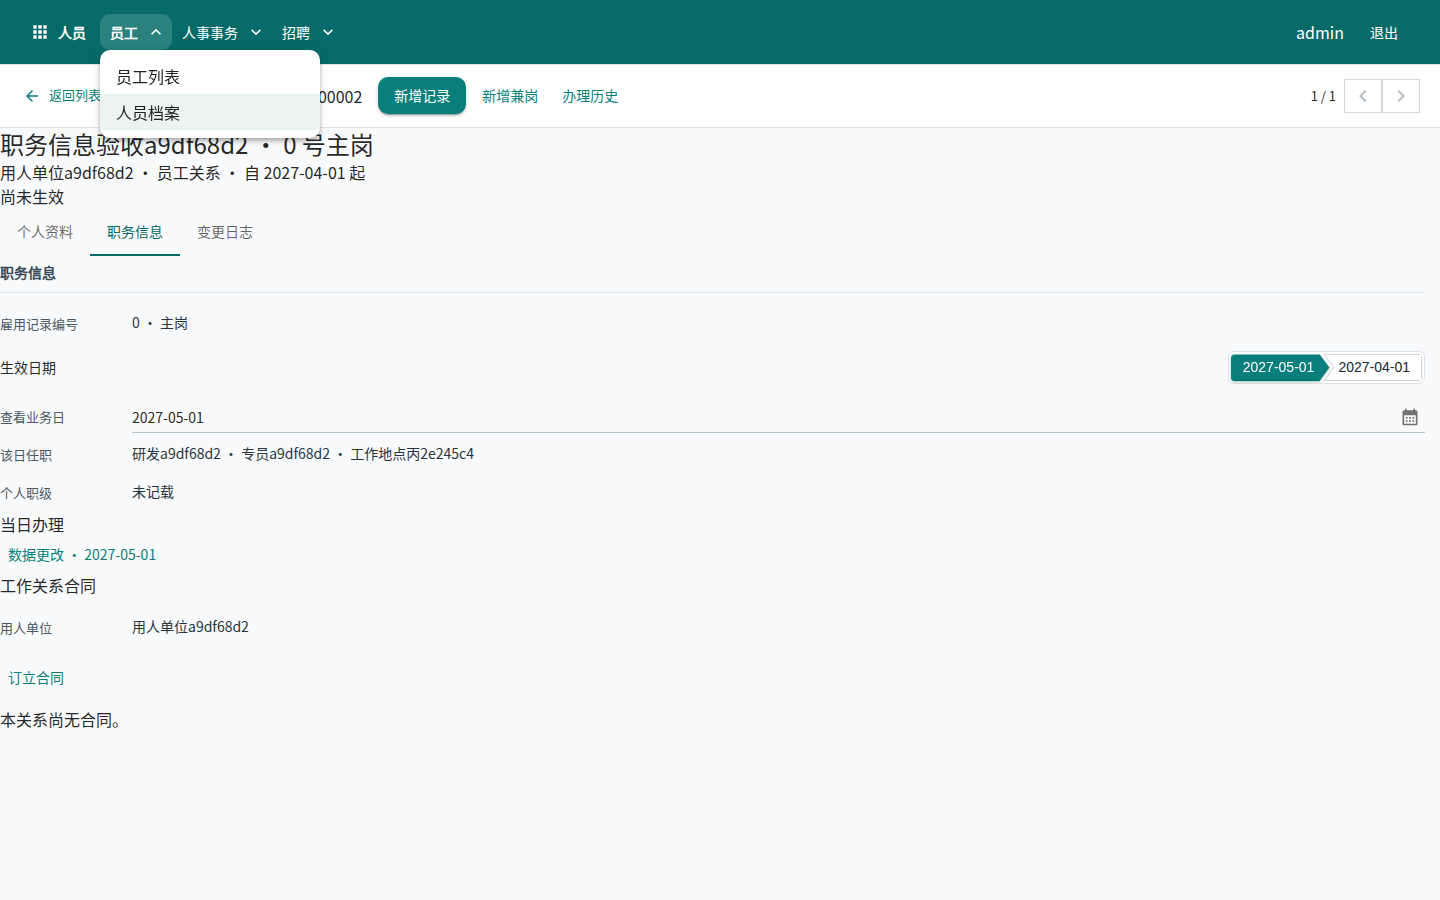 人员 员工 人事事务 招聘 admin 退出
员工列表
人员档案
返回列表 00002 新增记录 新增兼岗 办理历史 1 / 1
职务信息验收a9df68d2 · 0 号主岗
用人单位a9df68d2 · 员工关系 · 自 2027-04-01 起
尚未生效
个人资料 职务信息 变更日志
职务信息
雇用记录编号 0 · 主岗
生效日期 2027-05-01 2027-04-01
查看业务日 2027-05-01
该日任职 研发a9df68d2 · 专员a9df68d2 · 工作地点丙2e245c4
个人职级 未记载
当日办理
数据更改 · 2027-05-01
工作关系合同
用人单位 用人单位a9df68d2
订立合同
本关系尚无合同。